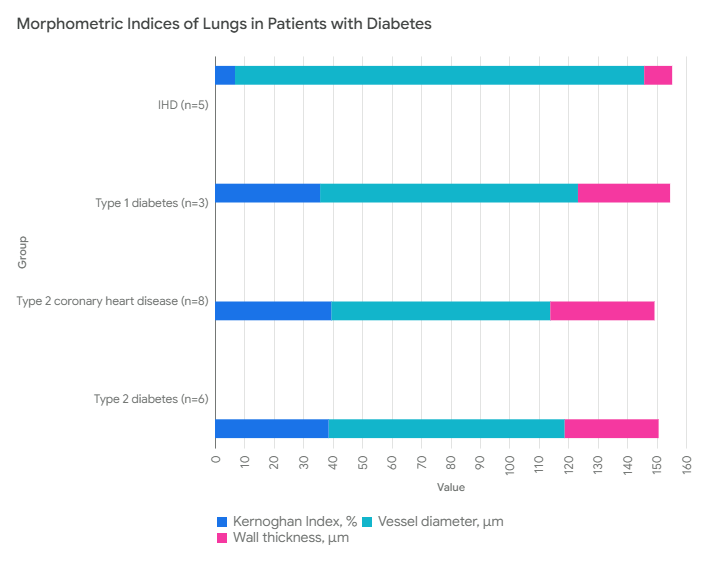 Morphometric Indices of Lungs in Patients with Diabetes
IHD (n=5)
Type 1 diabetes (n=3)
Group
Type 2 coronary heart disease (n=8)
Type 2 diabetes (n=6)
0 10 20 30 40 50 60 70 80 90 100 110 120 130 140 150 160
Value
Kernoghan Index, % Vessel diameter, μm
Wall thickness, μm